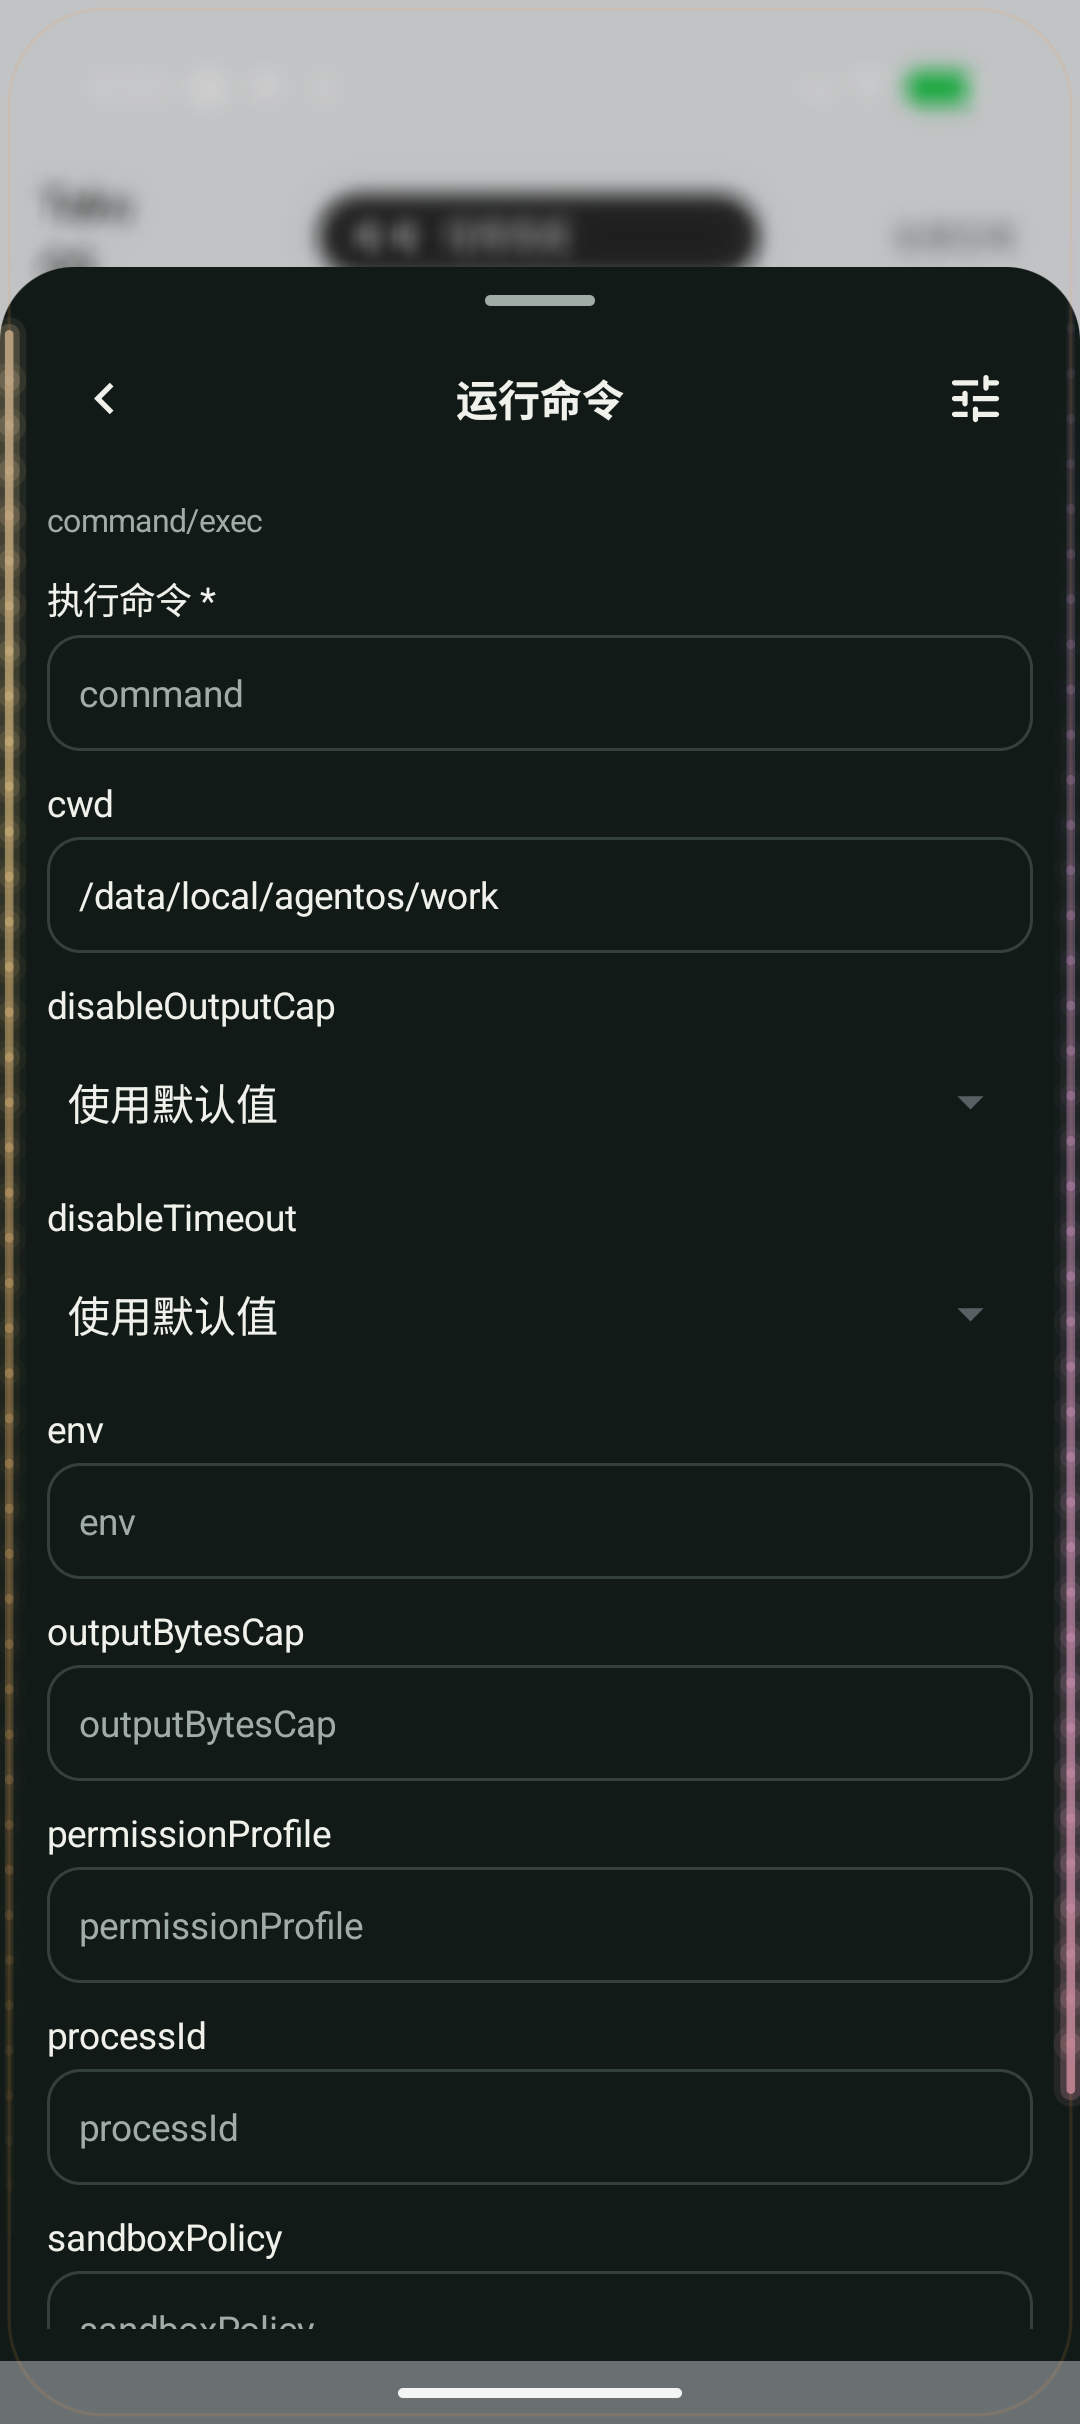 运行命令
command/exec
执行命令 *
command
cwd
/data/local/agentos/work
disableOutputCap
使用默认值
disableTimeout
使用默认值
env
env
outputBytesCap
outputBytesCap
permissionProfile
permissionProfile
processId
processId
sandboxPolicy
sandboxPolicy